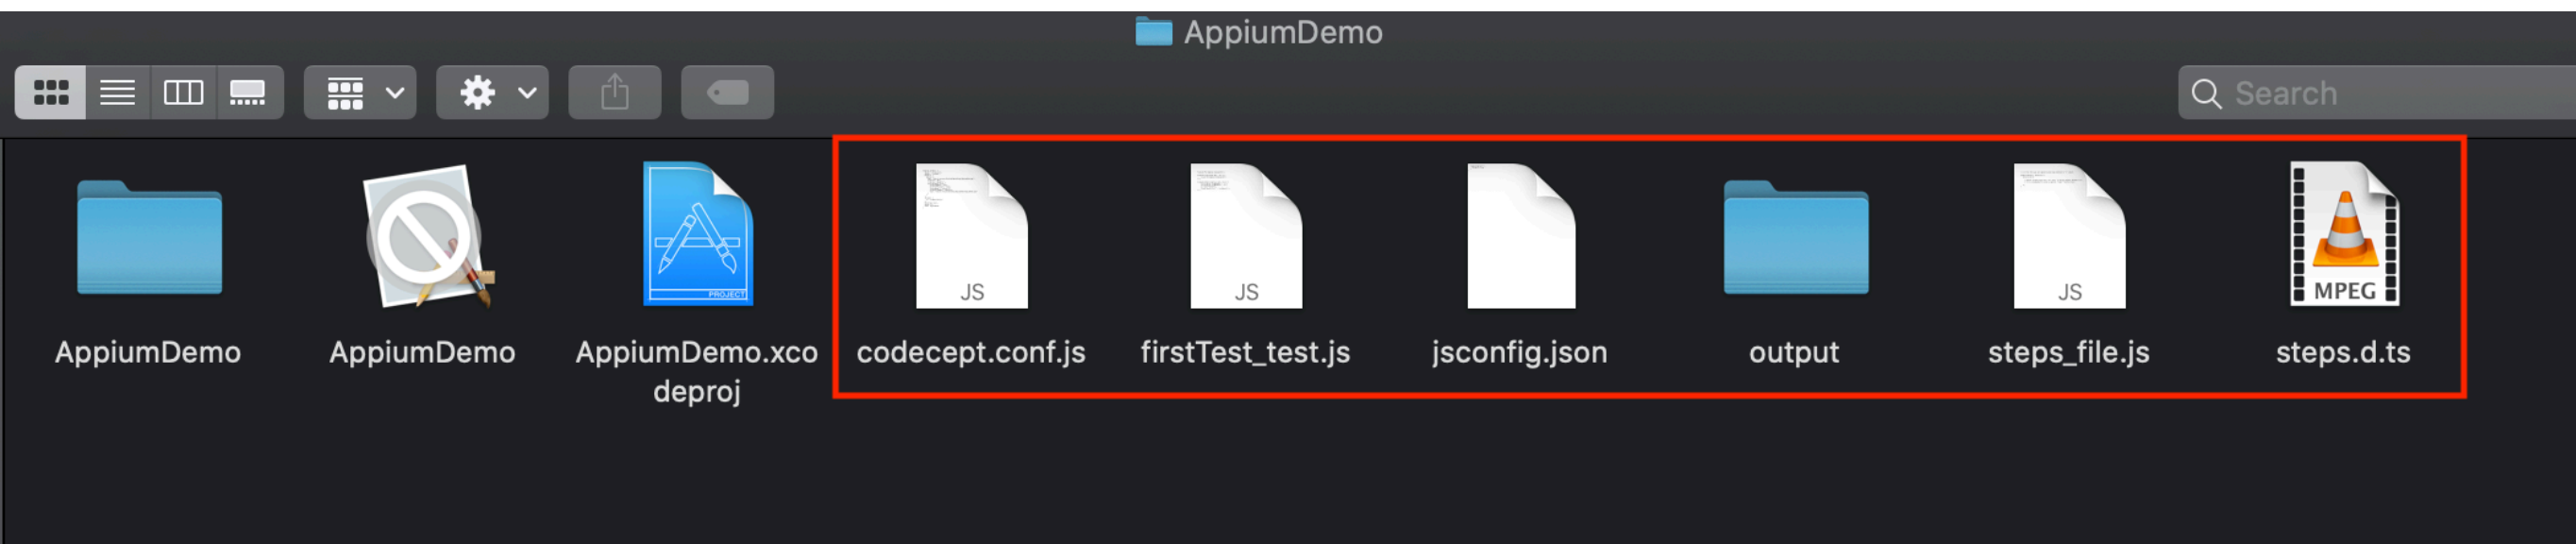 AppiumDemo
Search
JS
JS
JS
MPEG
PROJECT
AppiumDemo
AppiumDemo
AppiumDemo.xco
deproj
codecept.conf.js
firstTest_test.js
jsconfig.json
output
steps_file.js
steps.d.ts